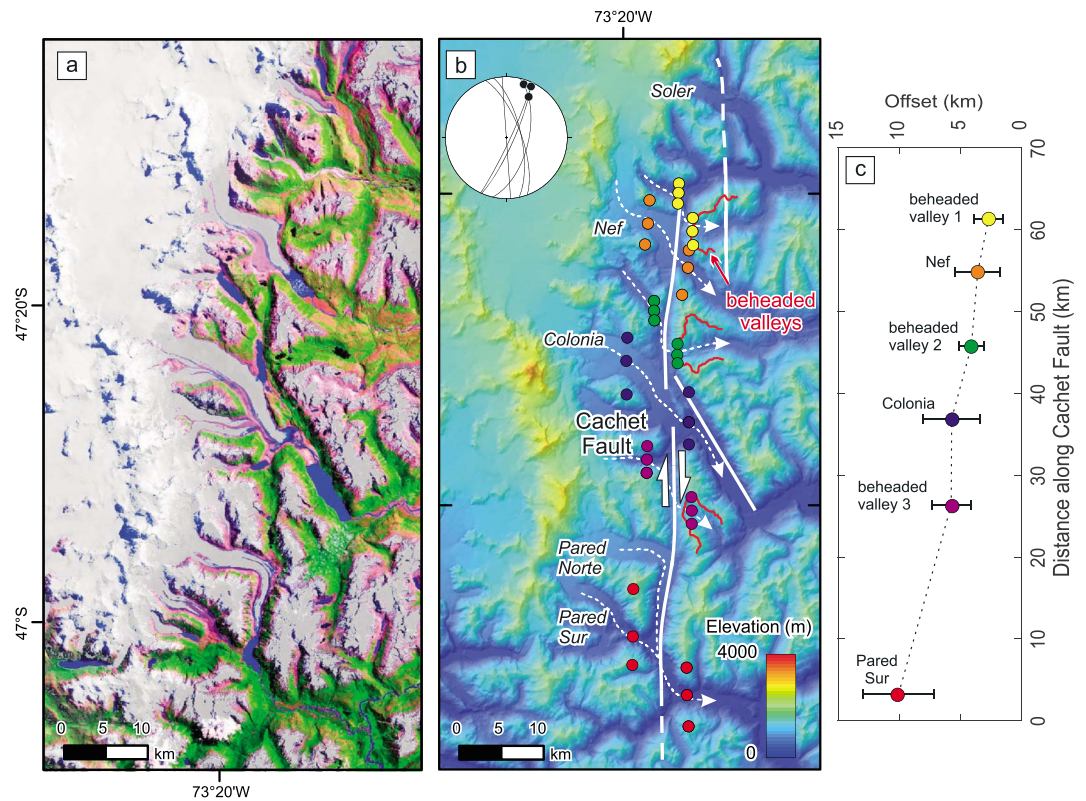 73°20'W
a
b
Soler
Nef
Colonia
Cachet
Fault
beheaded
valleys
Pared
Norte
Pared
Sur
Elevation (m)
4000
0
47°20'S
47°S
0 5 10
km
0 5 10
km
73°20'W
Offset (km)
15 10 5 0
c
beheaded
valley 1
Nef
beheaded
valley 2
Colonia
beheaded
valley 3
Pared
Sur
70
60
50
40
30
20
10
0
Distance along Cachet Fault (km)